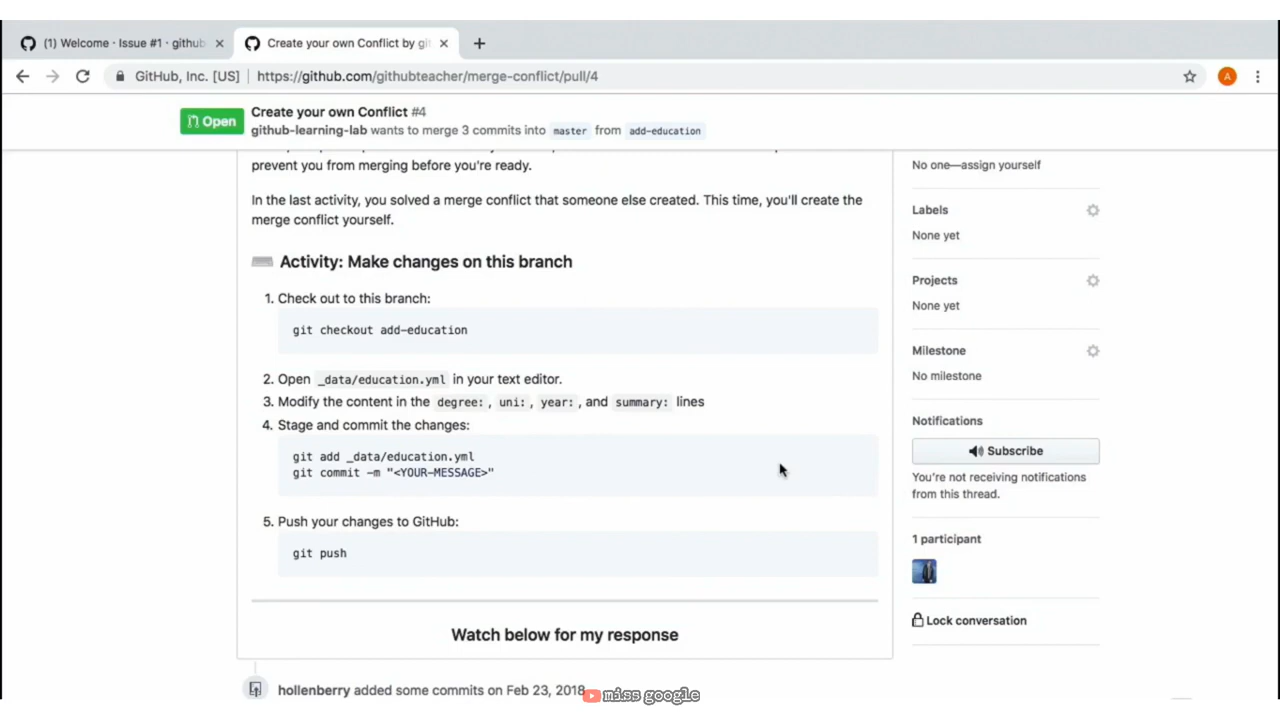 (1) Welcome · Issue #1 · github
Create your own Conflict by git
GitHub, Inc. [US]
https://github.com/githubteacher/merge-conflict/pull/4
A
Open
Create your own Conflict #4
github-learning-lab wants to merge 3 commits into master from add-education
prevent you from merging before you're ready.
In the last activity, you solved a merge conflict that someone else created. This time, you'll create the
merge conflict yourself.
Activity: Make changes on this branch
1. Check out to this branch:
git checkout add-education
2. Open _data/education.yml in your text editor.
3. Modify the content in the degree:, uni:, year:, and summary: lines
4. Stage and commit the changes:
git add _data/education.yml
git commit -m "<YOUR-MESSAGE>"
5. Push your changes to GitHub:
git push
Watch below for my response
hollenberry added some commits on Feb 23, 2018
No one—assign yourself
Labels
None yet
Projects
None yet
Milestone
No milestone
Notifications
Subscribe
You're not receiving notifications
from this thread.
1 participant
Lock conversation
miss google